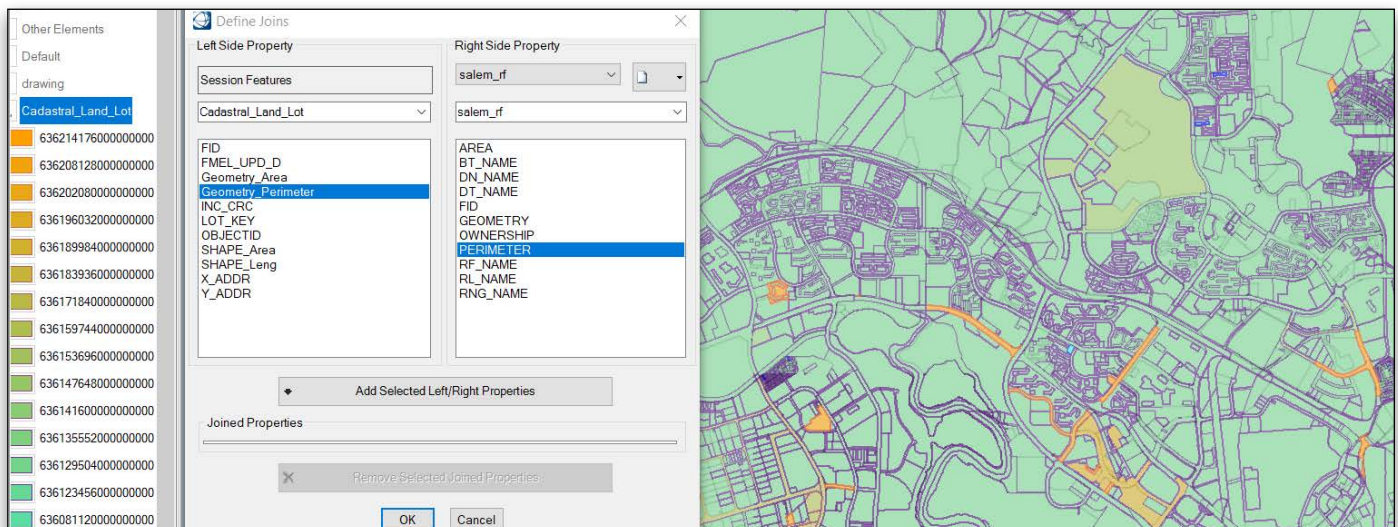 Other Elements
Default
drawing
Cadastral_Land_Lot
636214176000000000
636208128000000000
636202080000000000
636196032000000000
636189984000000000
636183936000000000
636171840000000000
636159744000000000
636153696000000000
636147648000000000
636141600000000000
636135552000000000
636129504000000000
636123456000000000
636081120000000000
Define Joins
Left Side Property
Session Features
Cadastral_Land_Lot
FID
FMEL_UPD_D
Geometry_Area
Geometry_Perimeter
INC_CRC
LOT_KEY
OBJECTID
SHAPE_Area
SHAPE_Leng
X_ADDR
Y_ADDR
Right Side Property
salem_rf
salem_rf
AREA
BT_NAME
DN_NAME
DT_NAME
FID
GEOMETRY
OWNERSHIP
PERIMETER
RF_NAME
RL_NAME
RNG_NAME
Add Selected Left/Right Properties
Joined Properties
Remove Selected Joined Properties
OK Cancel